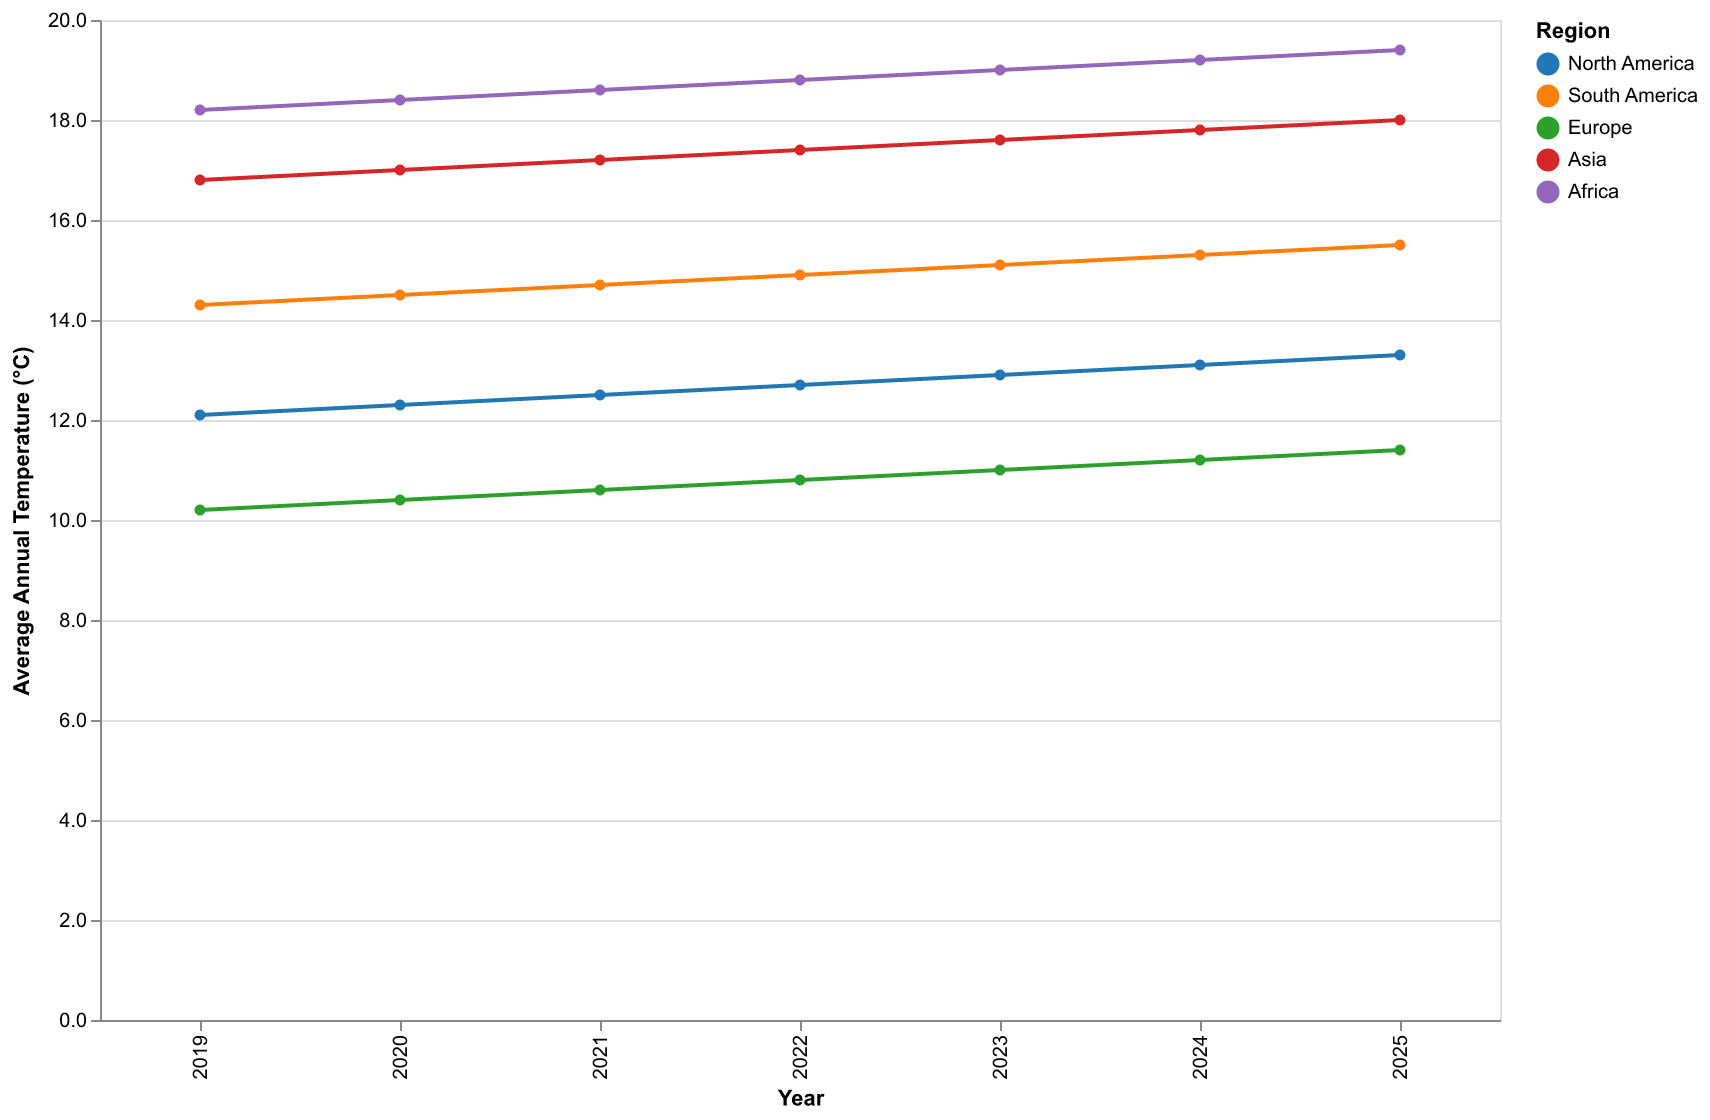 20.0
18.0
16.0
14.0
12.0
10.0
8.0
6.0
4.0
2.0
0.0
Average Annual Temperature (°C)
2019
2020
2021
2022
2023
2024
2025
Year
Region
North America
South America
Europe
Asia
Africa